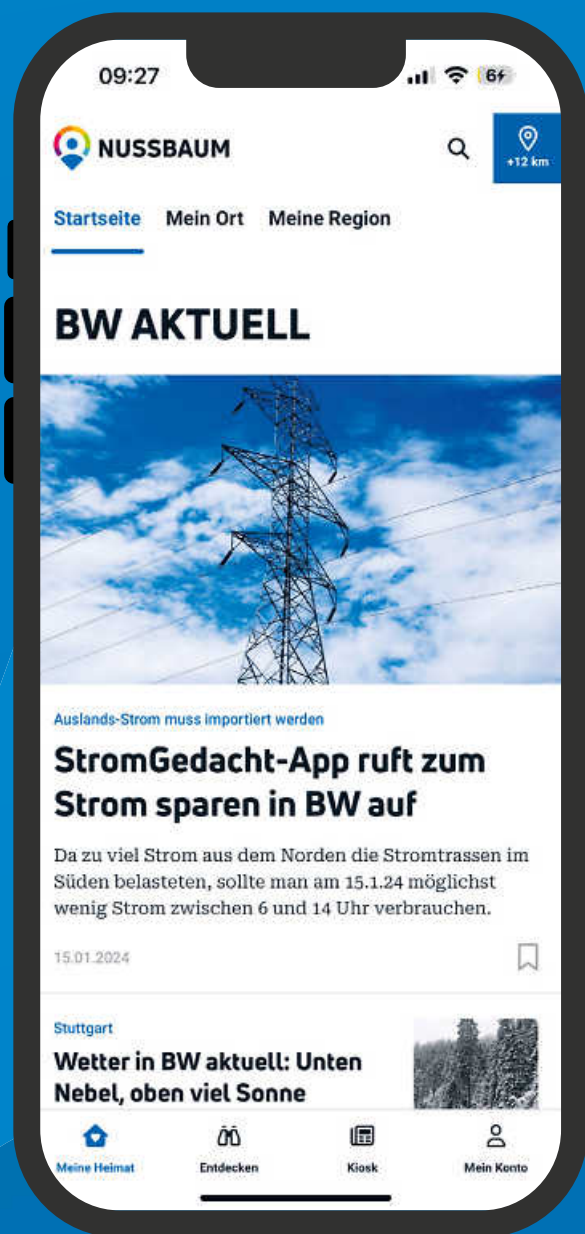 09:27
64
NUSSBAUM
+12 km
Startseite Mein Ort Meine Region
BW AKTUELL
Auslands-Strom muss importiert werden
StromGedacht-App ruft zum
Strom sparen in BW auf
Da zu viel Strom aus dem Norden die Stromtrassen im
Süden belasteten, sollte man am 15.1.24 möglichst
wenig Strom zwischen 6 und 14 Uhr verbrauchen.
15.01.2024
Stuttgart
Wetter in BW aktuell: Unten
Nebel, oben viel Sonne
Meine Heimat Entdecken Kiosk Mein Konto